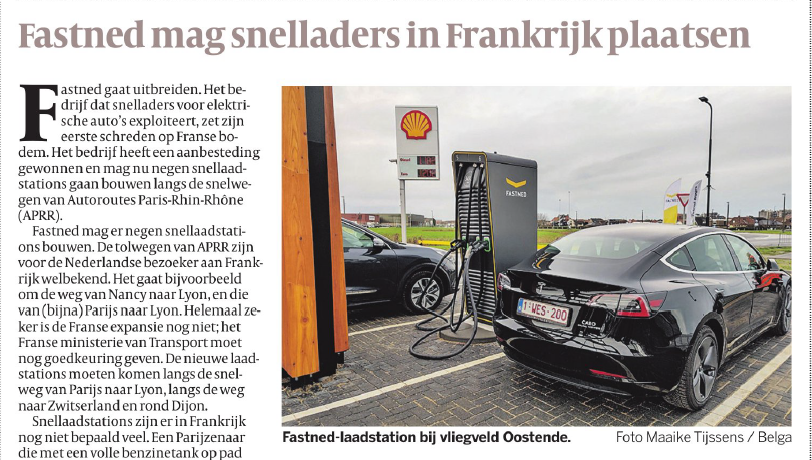 Fastned mag snelladers in Frankrijk plaatsen
Fastned gaat uitbreiden. Het be-
drijf dat snelladers voor elektri-
sche auto's exploiteert, zet zijn
eerste schreden op Franse bo-
dem. Het bedrijf heeft een aanbesteding
gewonnen en mag nu negen snellaad-
stations gaan bouwen langs de snelwe-
gen van Autoroutes Paris-Rhin-Rhône
(APRR).
Fastned mag er negen snellaadstati-
ons bouwen. De tolwegen van APRR zijn
voor de Nederlandse bezoeker aan Frank-
rijk welbekend. Het gaat bijvoorbeeld
om de weg van Nancy naar Lyon, en die
van (bijna) Parijs naar Lyon. Helemaal ze-
ker is de Franse expansie nog niet; het
Franse ministerie van Transport moet
nog goedkeuring geven. De nieuwe laad-
stations moeten komen langs de snel-
weg van Parijs naar Lyon, langs de weg
naar Zwitserland en rond Dijon.
Snellaadstations zijn er in Frankrijk
nog niet bepaald veel. Een Parijzenaar
die met een volle benzinetank op pad
FASTNED
1-WES-200
Fastned-laadstation bij vliegveld Oostende.
Foto Maaike Tijssens / Belga